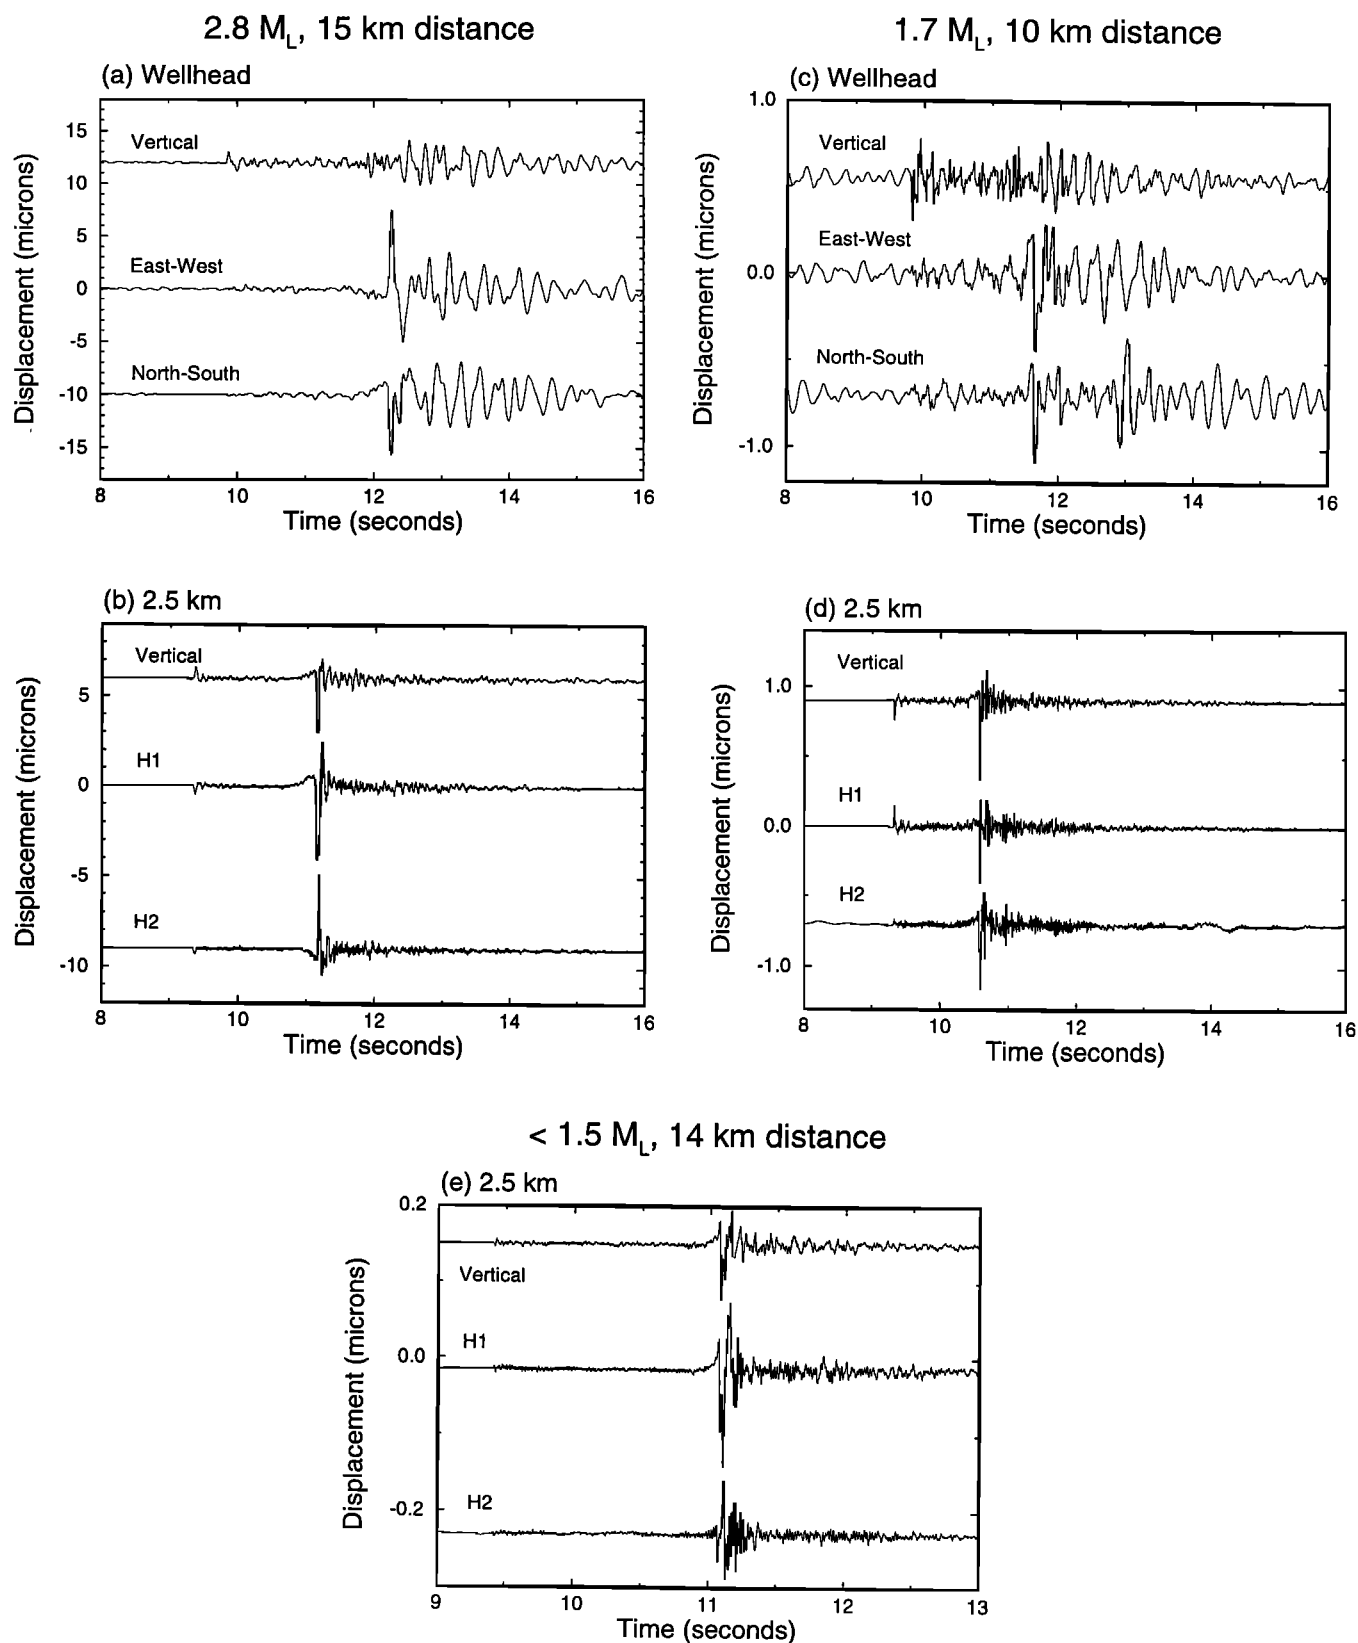 2.8 M_L, 15 km distance
1.7 M_L, 10 km distance
(a) Wellhead
Displacement (microns)
15
10
5
0
-5
-10
-15
Vertical
East-West
North-South
8 10 12 14 16
Time (seconds)
(c) Wellhead
Displacement (microns)
1.0
0.0
-1.0
Vertical
East-West
North-South
8 10 12 14 16
Time (seconds)
(b) 2.5 km
Displacement (microns)
5
0
-5
-10
Vertical
H1
H2
8 10 12 14 16
Time (seconds)
(d) 2.5 km
Displacement (microns)
1.0
0.0
-1.0
Vertical
H1
H2
8 10 12 14 16
Time (seconds)
< 1.5 M_L, 14 km distance
(e) 2.5 km
Displacement (microns)
0.2
0.0
-0.2
Vertical
H1
H2
9 10 11 12 13
Time (seconds)